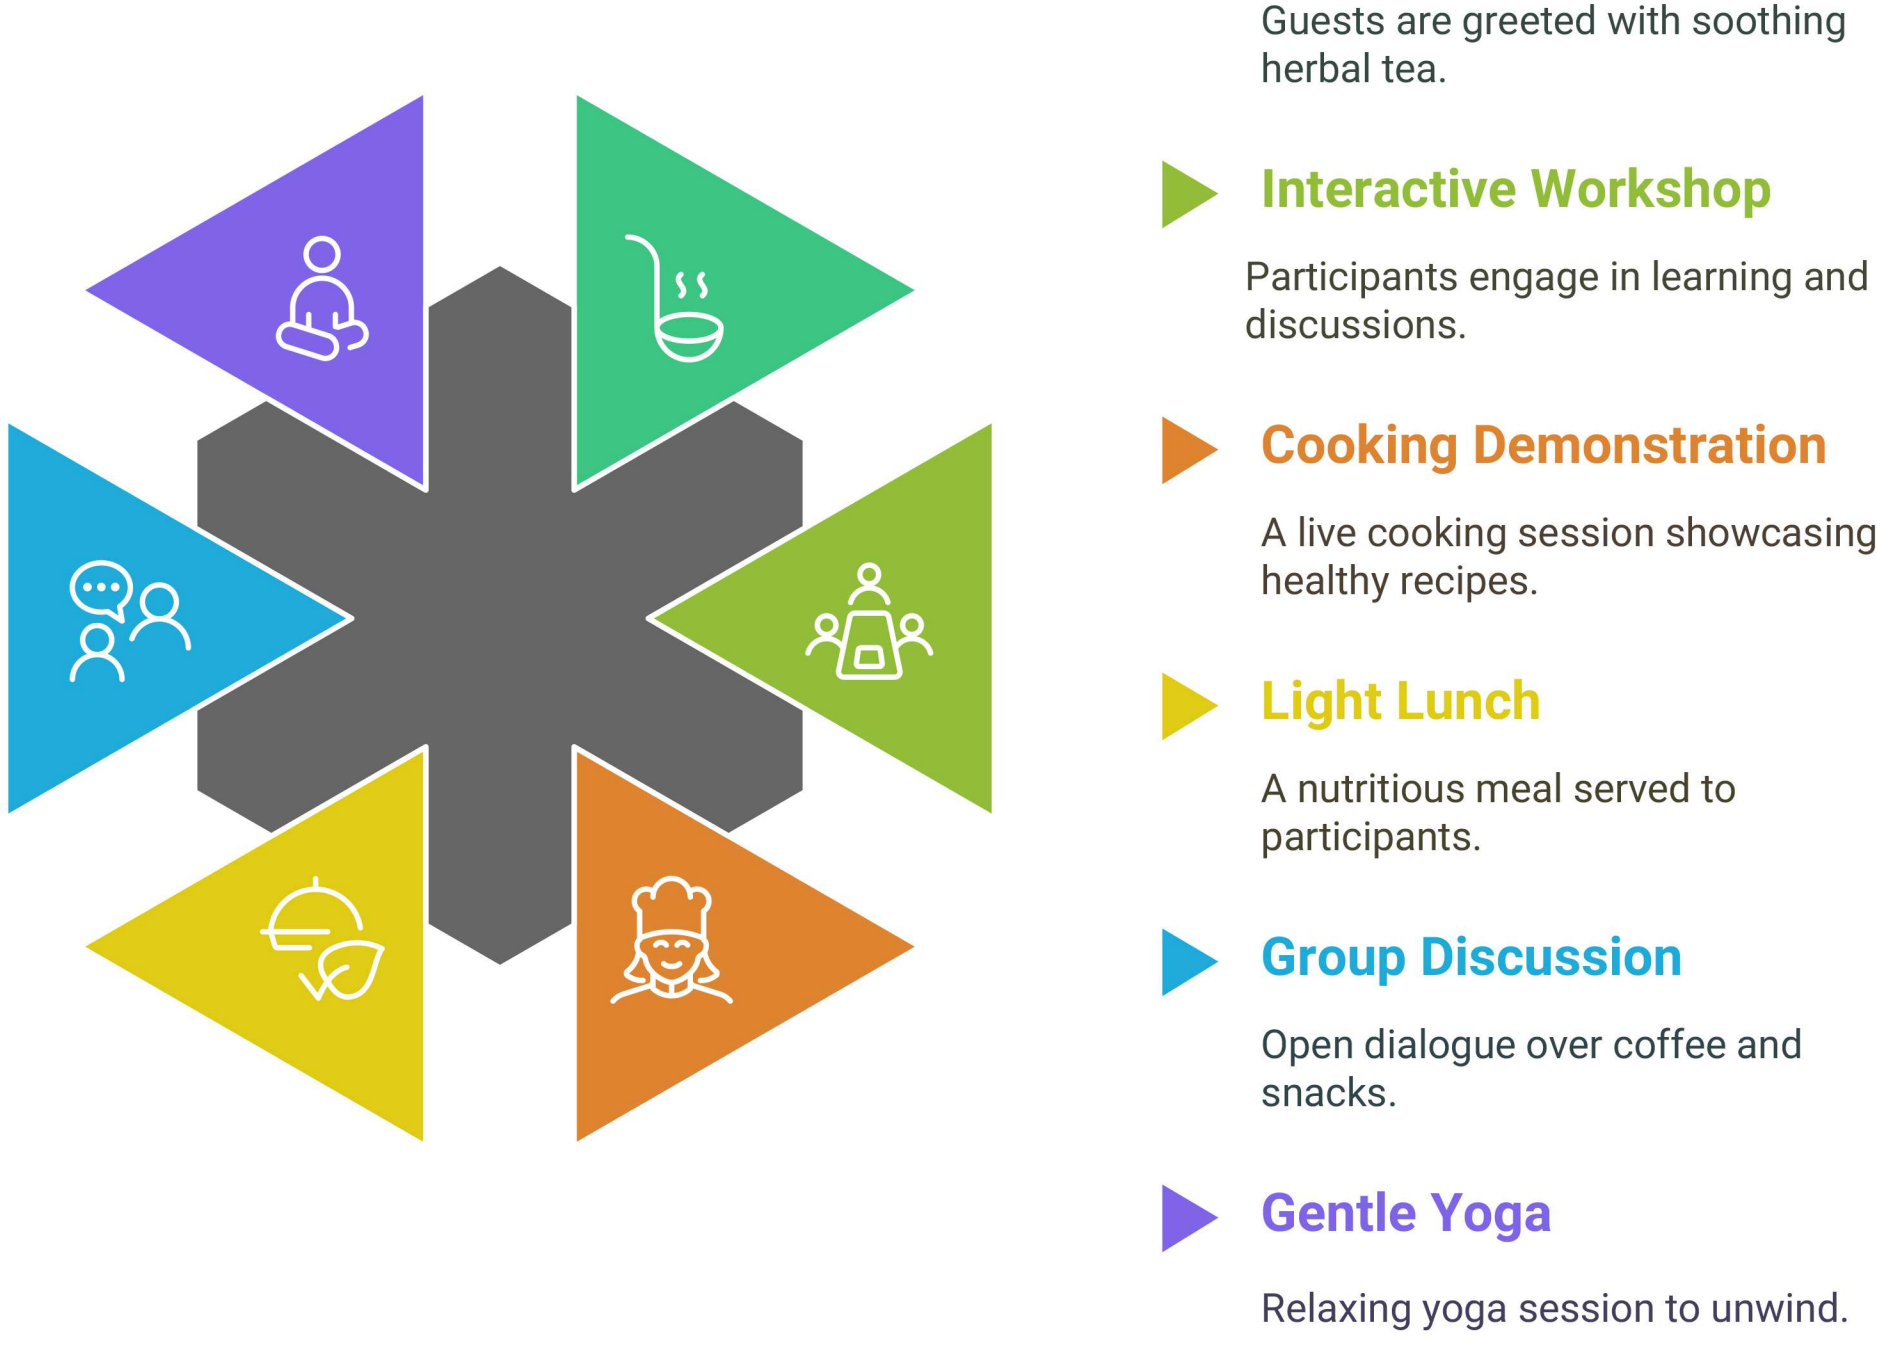 Guests are greeted with soothing
herbal tea.
Interactive Workshop
Participants engage in learning and
discussions.
Cooking Demonstration
A live cooking session showcasing
healthy recipes.
Light Lunch
A nutritious meal served to
participants.
Group Discussion
Open dialogue over coffee and
snacks.
Gentle Yoga
Relaxing yoga session to unwind.